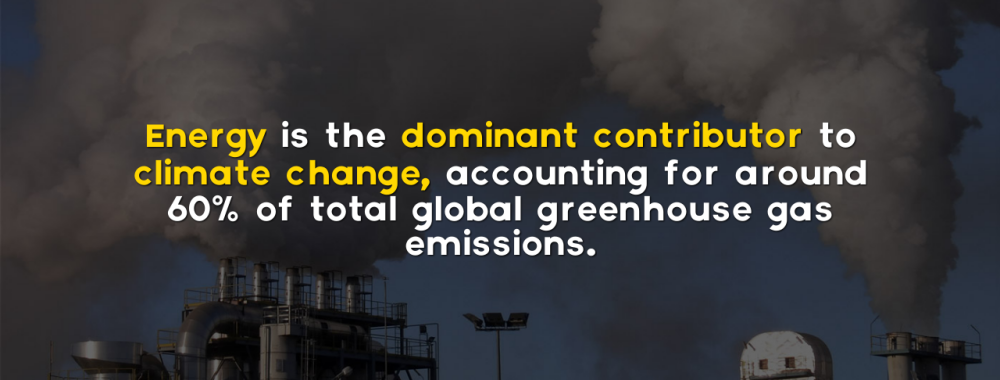 Energy is the dominant contributor to
climate change, accounting for around
60% of total global greenhouse gas
emissions.